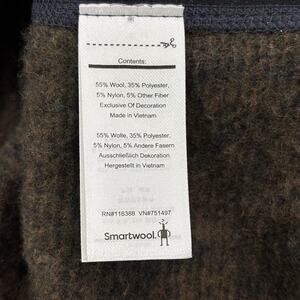 Contents:
55% Wool, 35% Polyester,
5% Nylon, 5% Other Fiber
Exclusive Of Decoration
Made in Vietnam
55% Wolle, 35% Polyester,
5% Nylon, 5% Andere Fasern
Ausschließlich Dekoration
Hergestellt in Vietnam
RN#116388 VN#751497
Smartwool